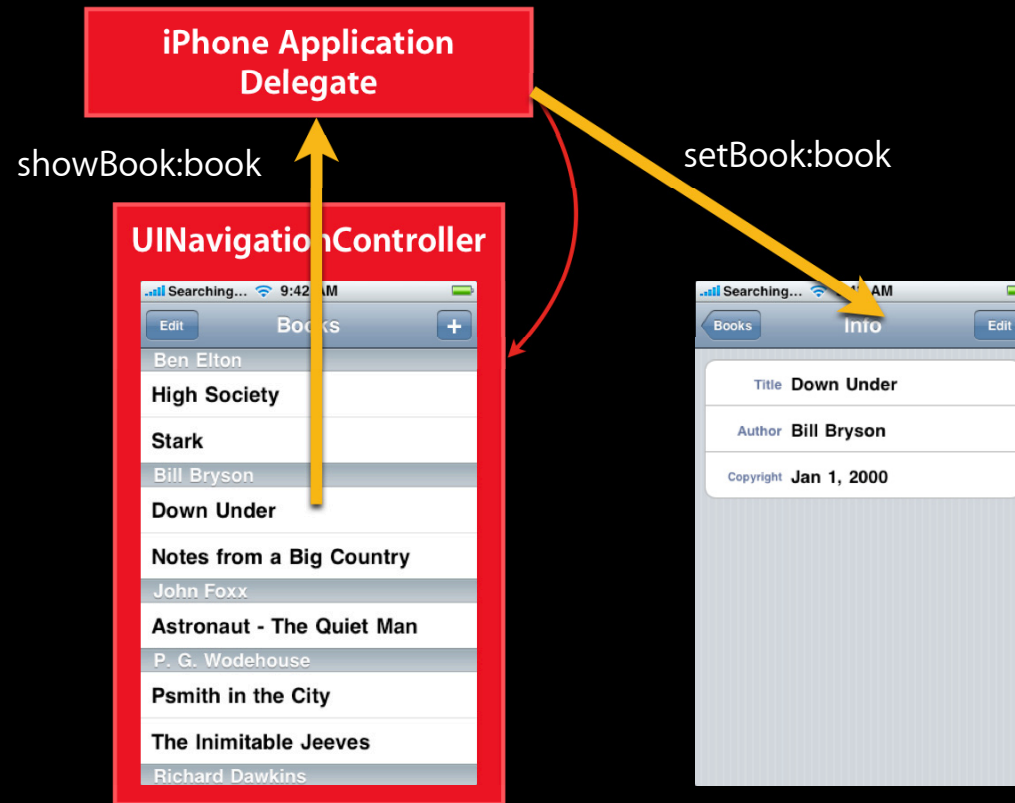 iPhone Application
Delegate
showBook:book
setBook:book
UINavigationController
Searching... 9:42 AM
Edit Books +
Ben Elton
High Society
Stark
Bill Bryson
Down Under
Notes from a Big Country
John Foxx
Astronaut - The Quiet Man
P. G. Wodehouse
Psmith in the City
The Inimitable Jeeves
Richard Dawkins
Searching... AM
Books Info Edit
Title Down Under
Author Bill Bryson
Copyright Jan 1, 2000